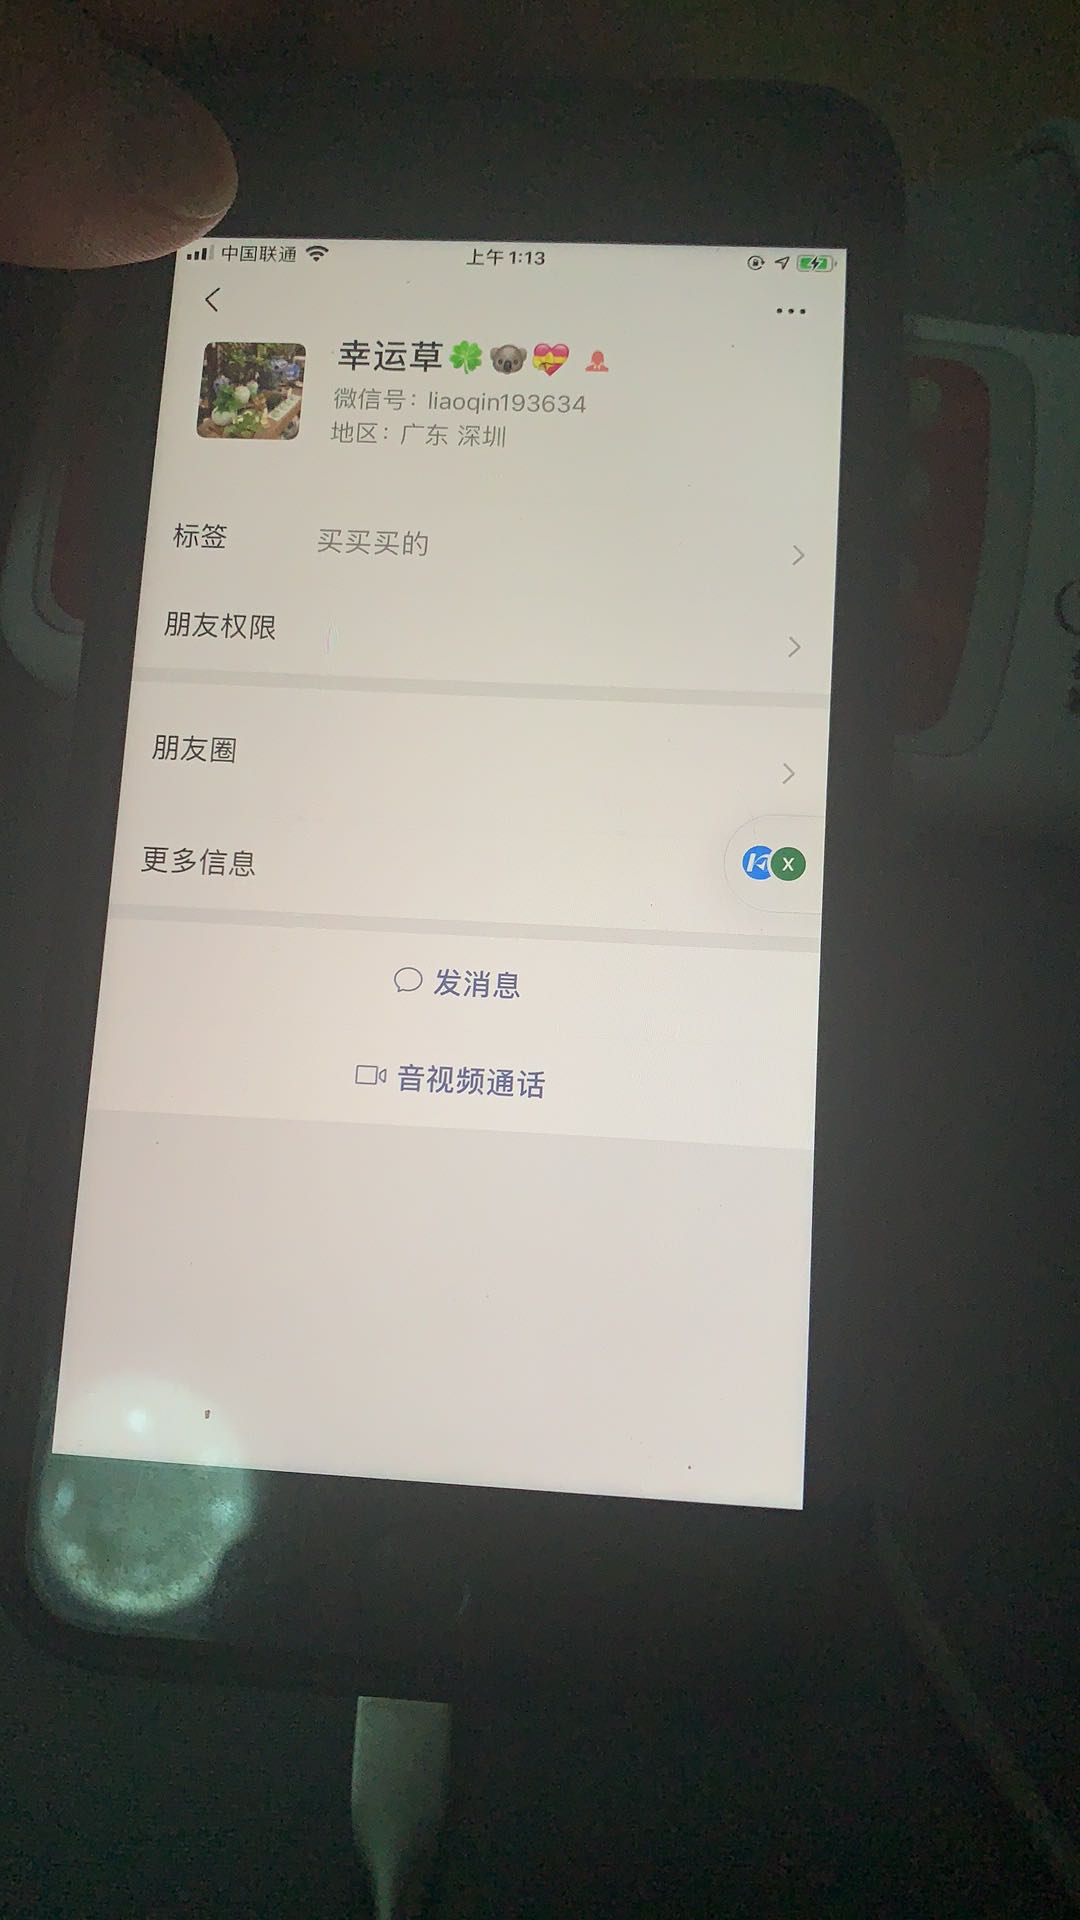 中国联通
上午1:13
幸运草🍀🐨💝
微信号：liaoqin193634
地区：广东 深圳
标签 买买买的
朋友权限
朋友圈
更多信息
X
发消息
音视频通话